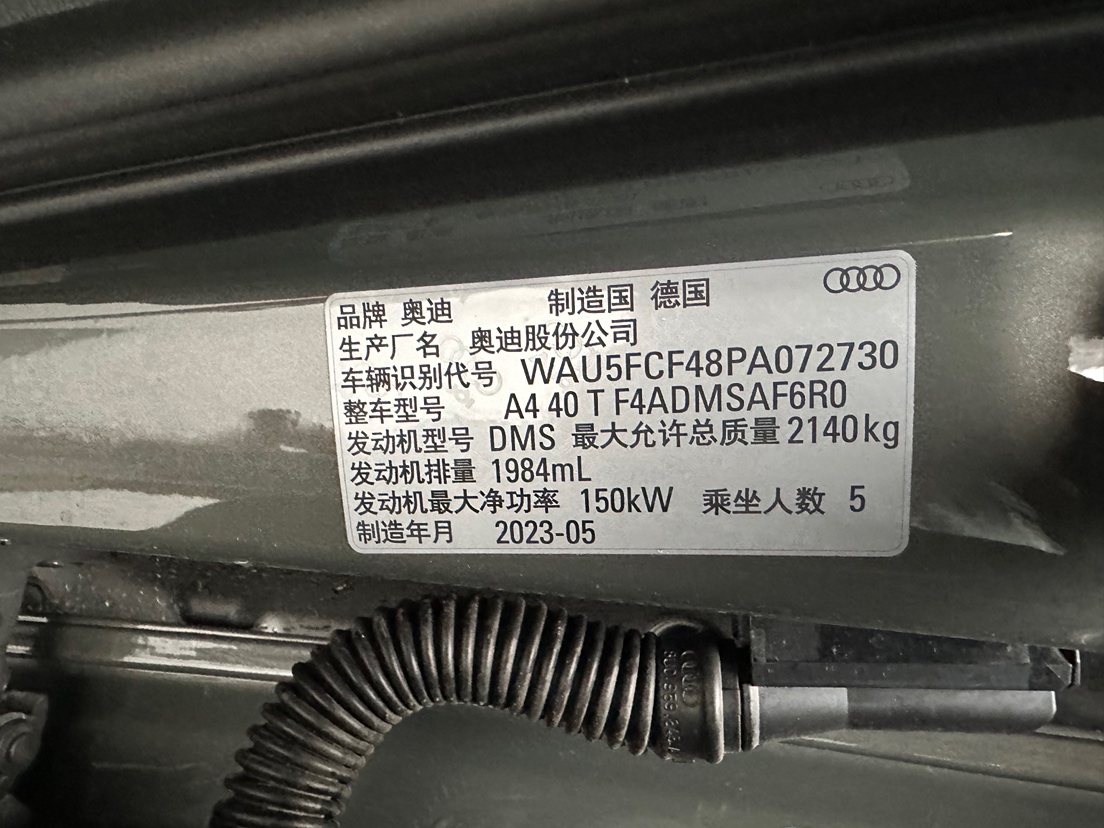 品牌 奥迪 制造国 德国
生产厂名 奥迪股份公司
车辆识别代号 WAU5FCF48PA072730
整车型号 A4 40 T F4ADMSAF6R0
发动机型号 DMS 最大允许总质量 2140kg
发动机排量 1984mL
发动机最大净功率 150kW 乘坐人数 5
制造年月 2023-05